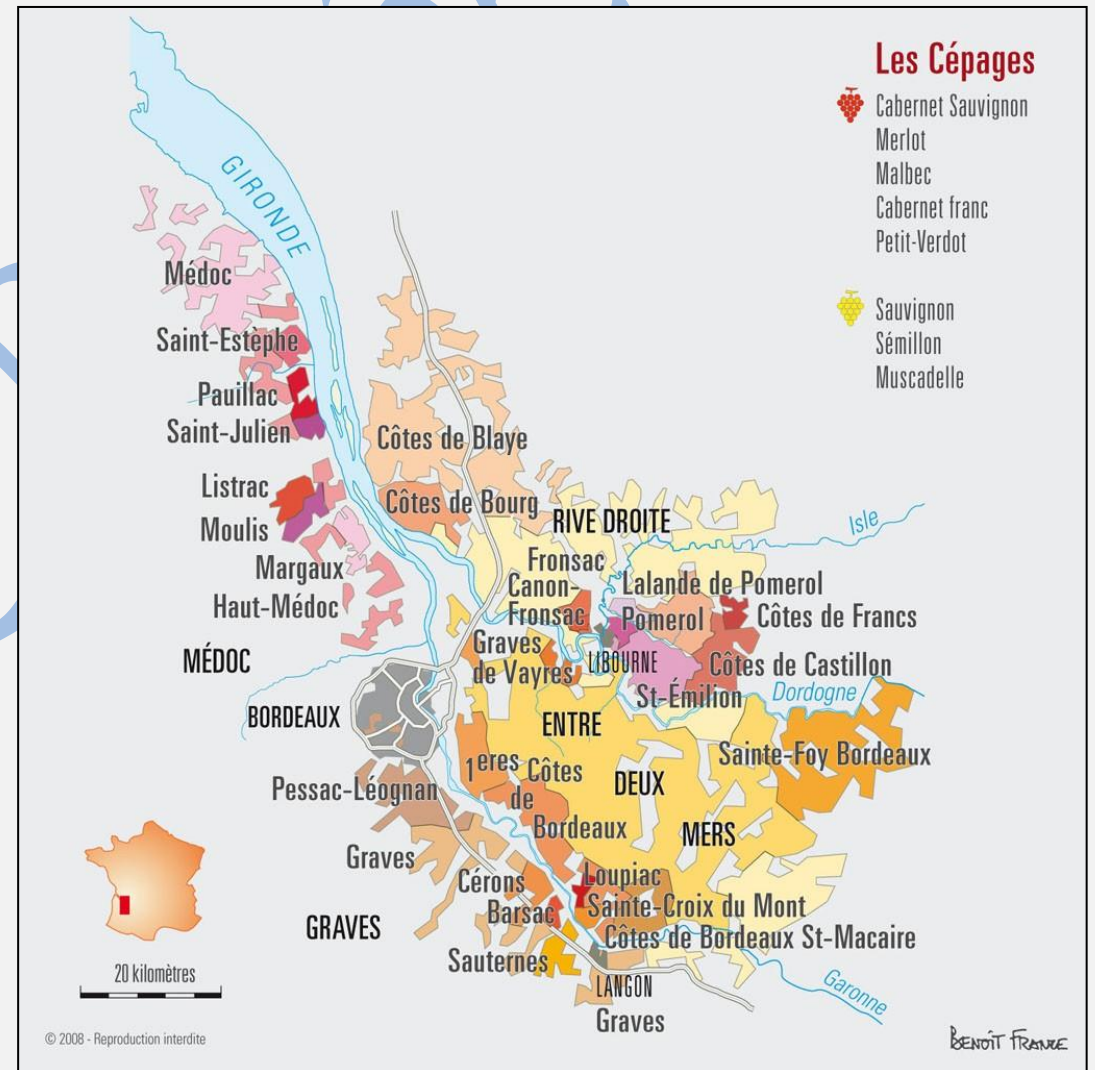 Les Cépages
Cabernet Sauvignon
Merlot
Malbec
Cabernet franc
Petit-Verdot
Sauvignon
Sémillon
Muscadelle
GIRONDE
Médoc
Saint-Estèphe
Pauillac
Saint-Julien
Côtes de Blaye
Listrac
Côtes de Bourg
Moulis
RIVE DROITE
Isle
Margaux
Fronsac
Canon-
Fronsac
Lalande de Pomerol
Haut-Médoc
Pomerol
Côtes de Francs
Graves
de Vayres
MÉDOC
LIBOURNE
Côtes de Castillon
St-Émilion
Dordogne
BORDEAUX
ENTRE
Sainte-Foy Bordeaux
1eres Côtes
de
Bordeaux
DEUX
Pessac-Léognan
MERS
Graves
Cérons
Loupiac
Barsac
Sainte-Croix du Mont
GRAVES
Côtes de Bordeaux St-Macaire
Sauternes
LANGON
Garonne
Graves
20 kilomètres
© 2008 - Reproduction interdite
BENOÎT FRANCE